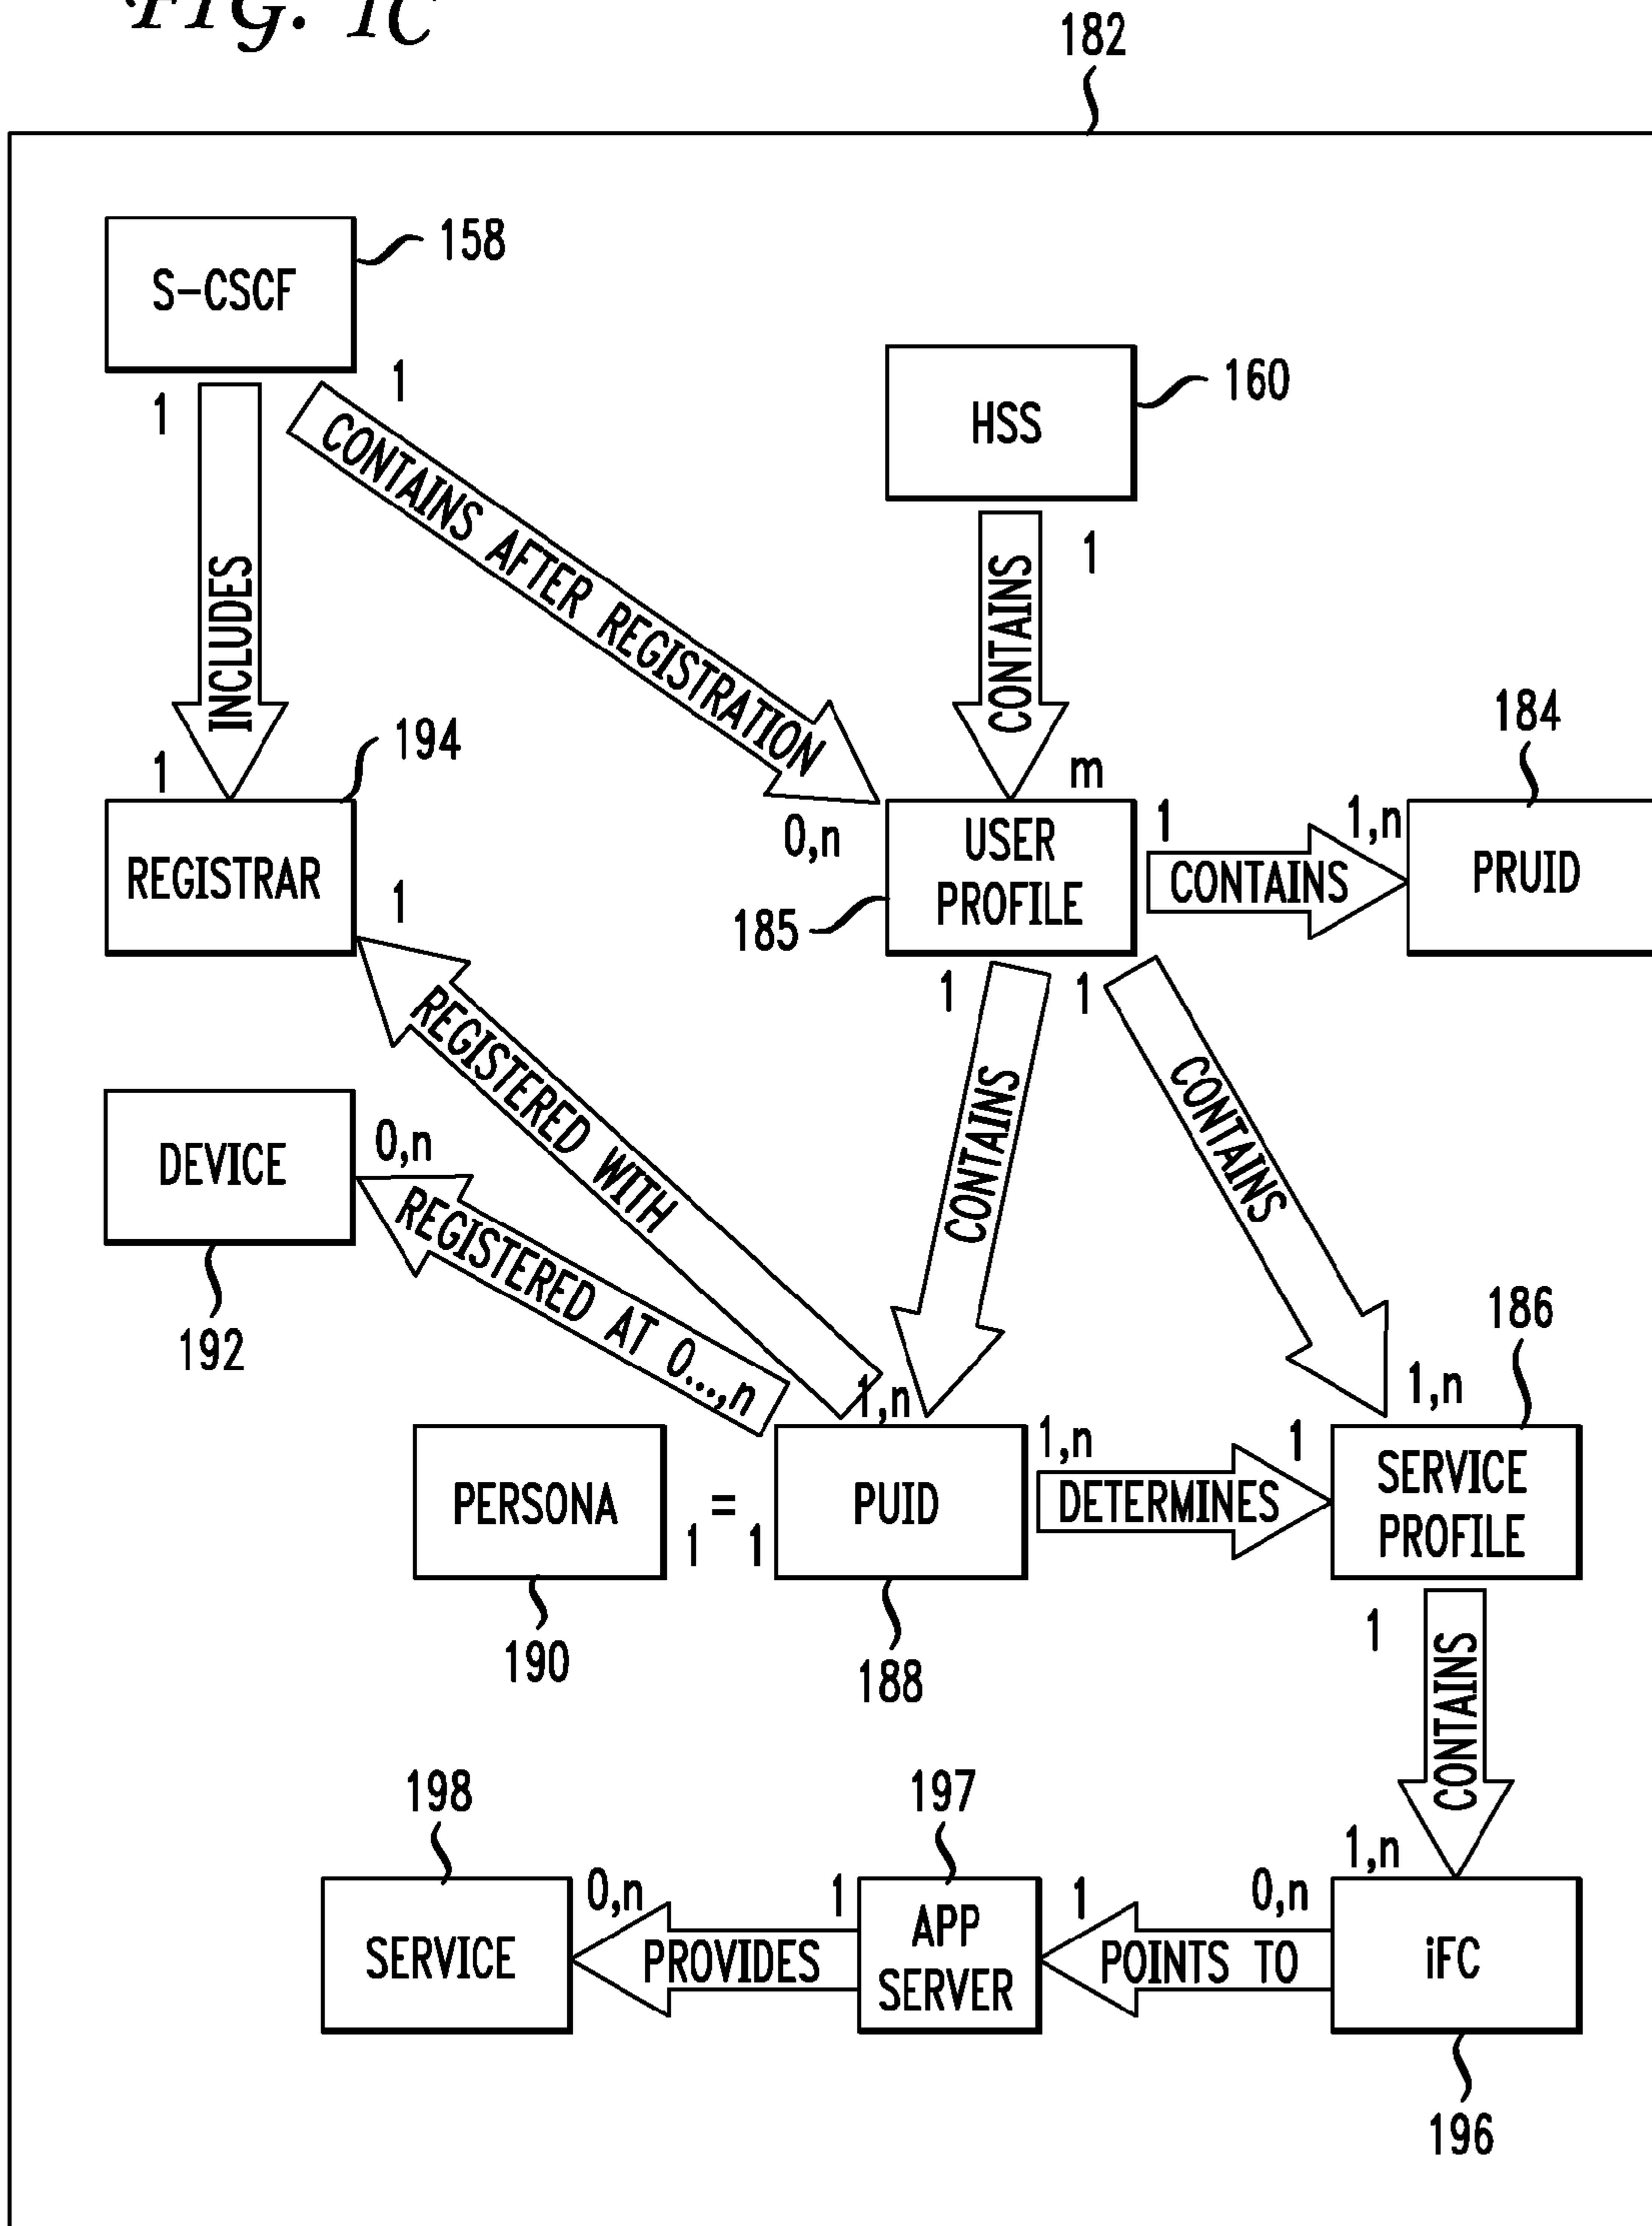 FIG. 1C
182
S-CSCF
158
1
1
HSS
160
CONTAINS AFTER REGISTRATION
INCLUDES
1
CONTAINS
184
194
1
m
0,n
REGISTRAR
1
USER
PROFILE
185
1
CONTAINS
1,n
PRUID
1
1
REGISTERED WITH
CONTAINS
CONTAINS
DEVICE
0,n
192
REGISTERED AT 0...,n
186
1,n
1,n
PERSONA
1
=
1
PUID
1,n
DETERMINES
1
SERVICE
PROFILE
190
188
1
CONTAINS
198
197
1,n
SERVICE
0,n
PROVIDES
1
APP
SERVER
1
POINTS TO
0,n
iFC
196